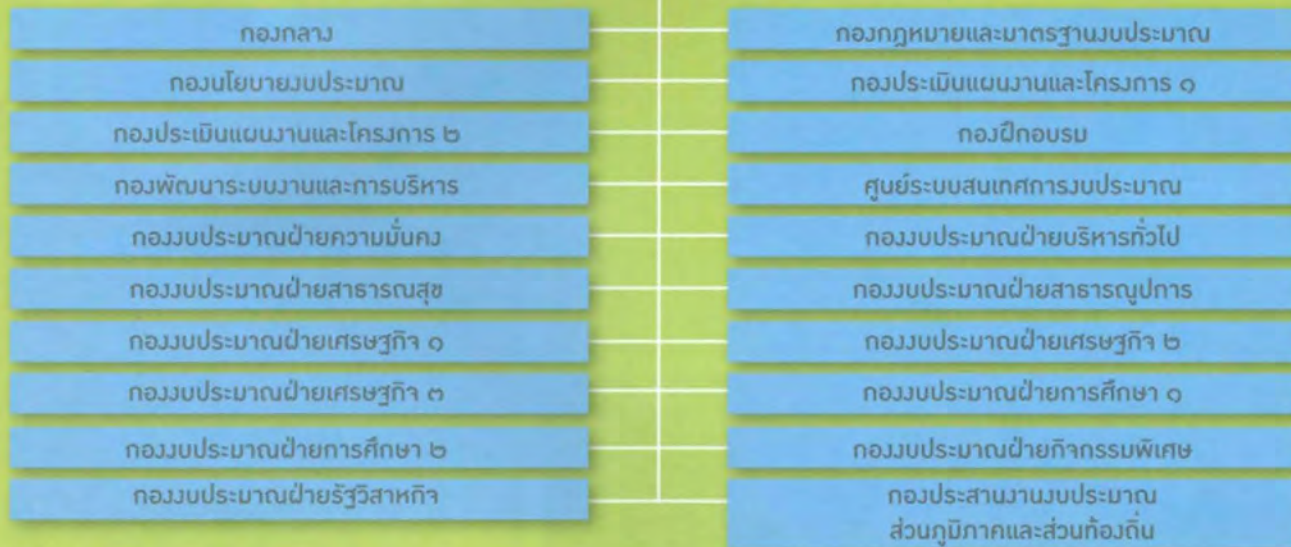 กองกลาง
กองกฎหมายและมาตรฐานงบประมาณ
กองนโยบายงบประมาณ
กองประเมินแผนงานและโครงการ ๑
กองประเมินแผนงานและโครงการ ๒
กองฝึกอบรม
กองพัฒนาระบบงานและการบริหาร
ศูนย์ระบบสนเทศการงบประมาณ
กองงบประมาณฝ่ายความมั่นคง
กองงบประมาณฝ่ายบริหารทั่วไป
กองงบประมาณฝ่ายสาธารณสุข
กองงบประมาณฝ่ายสาธารณูปการ
กองงบประมาณฝ่ายเศรษฐกิจ ๑
กองงบประมาณฝ่ายเศรษฐกิจ ๒
กองงบประมาณฝ่ายเศรษฐกิจ ๓
กองงบประมาณฝ่ายการศึกษา ๑
กองงบประมาณฝ่ายการศึกษา ๒
กองงบประมาณฝ่ายกิจกรรมพิเศษ
กองงบประมาณฝ่ายรัฐวิสาหกิจ
กองประสานงานงบประมาณ
ส่วนภูมิภาคและส่วนท้องถิ่น